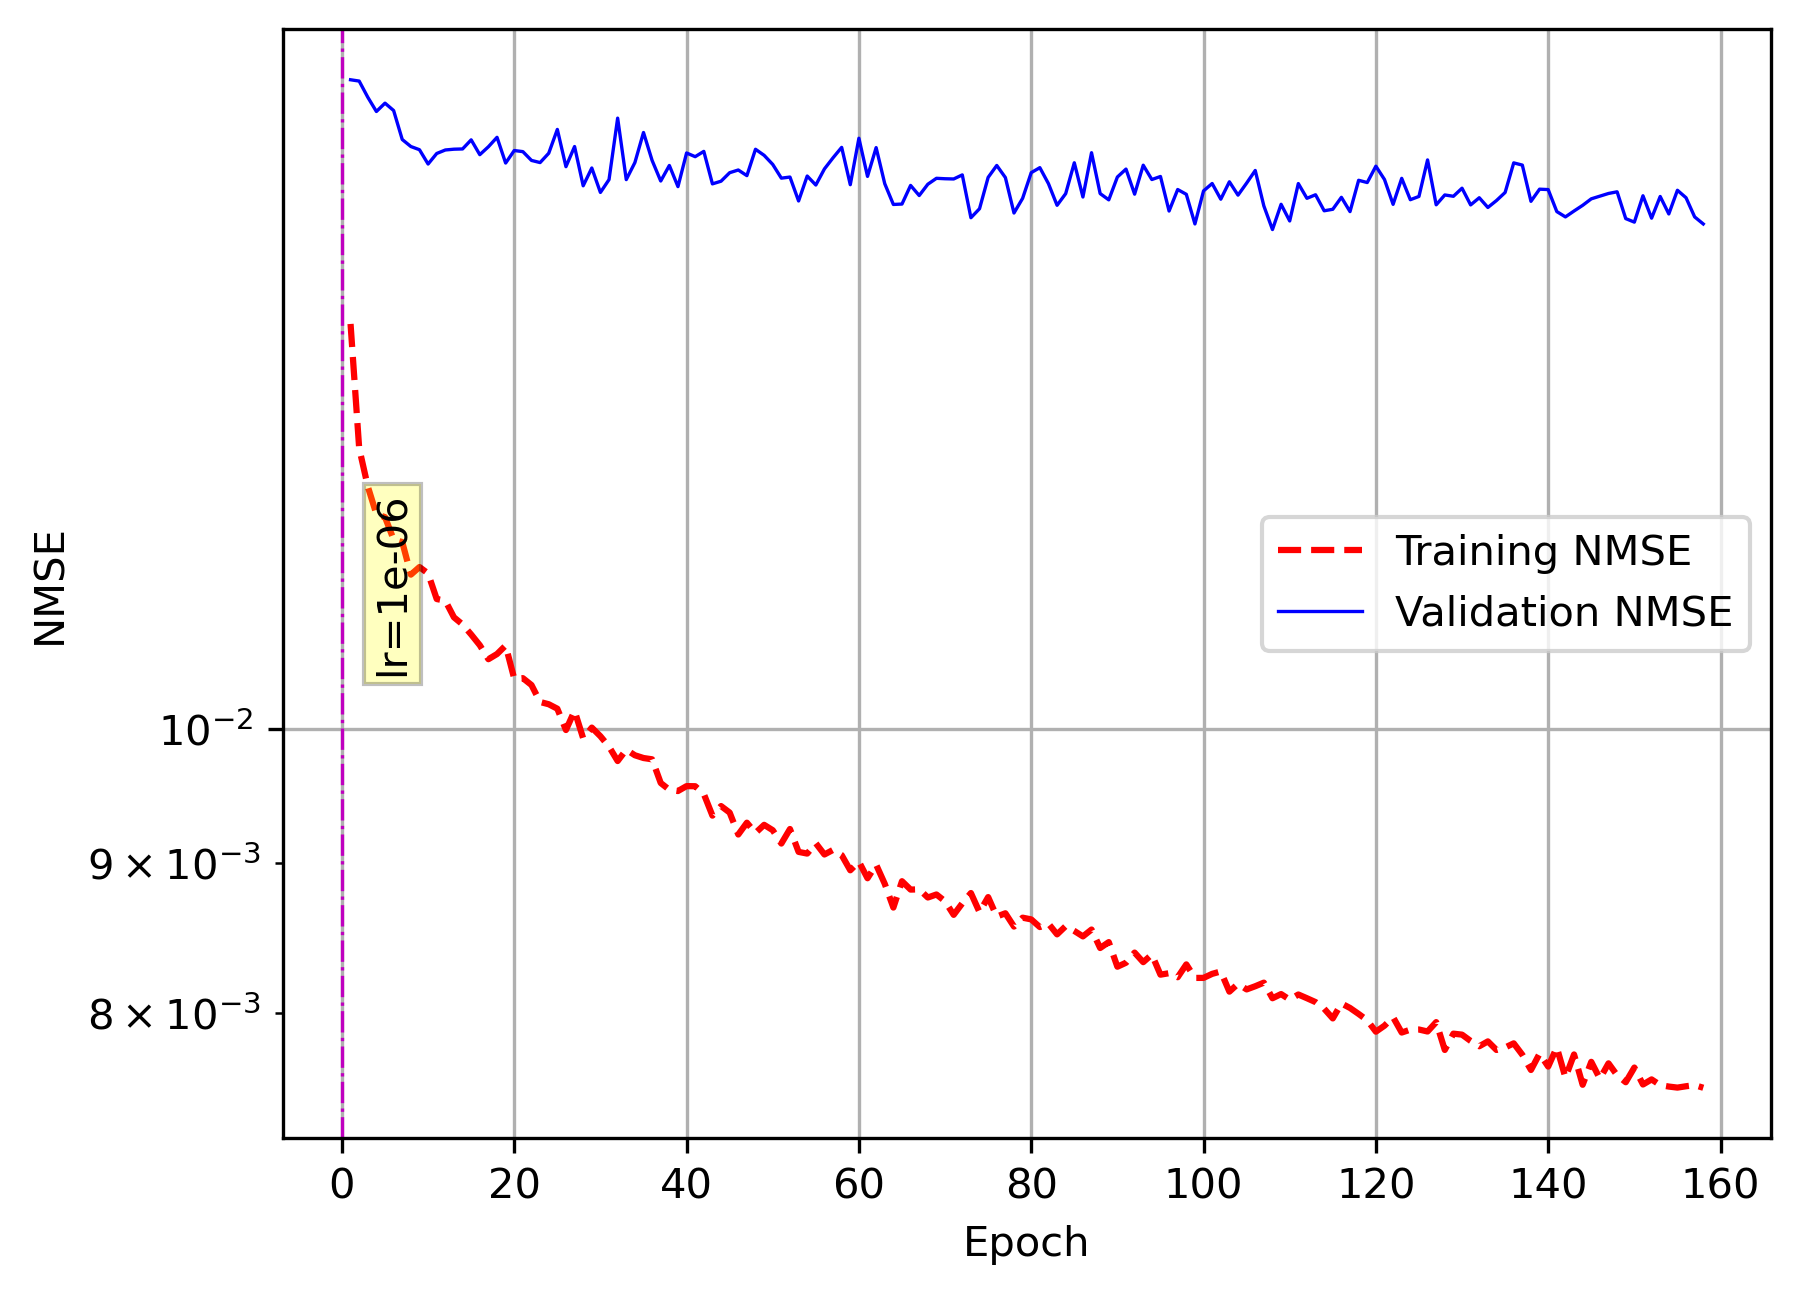 NMSE
10⁻²
9 × 10⁻³
8 × 10⁻³
lr=1e-06
Training NMSE
Validation NMSE
0 20 40 60 80 100 120 140 160
Epoch